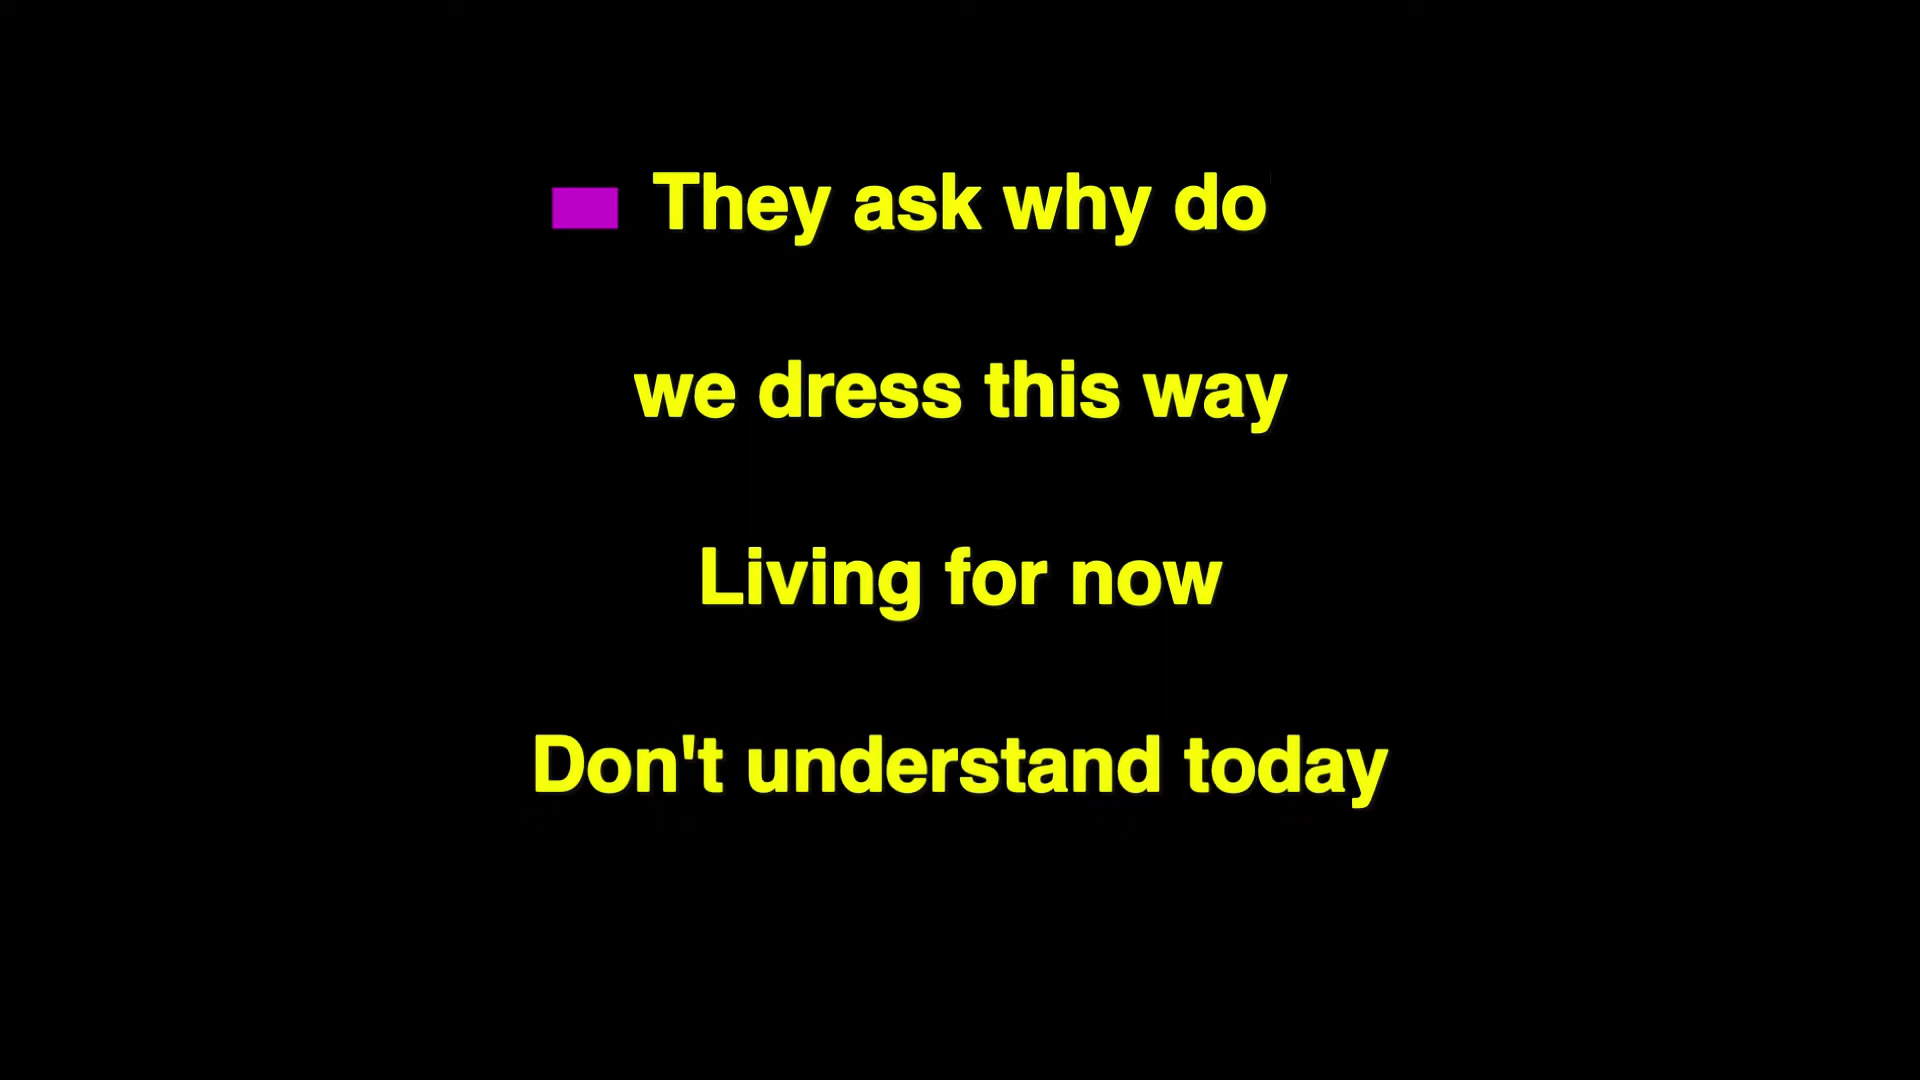 They ask why do
we dress this way
Living for now
Don't understand today